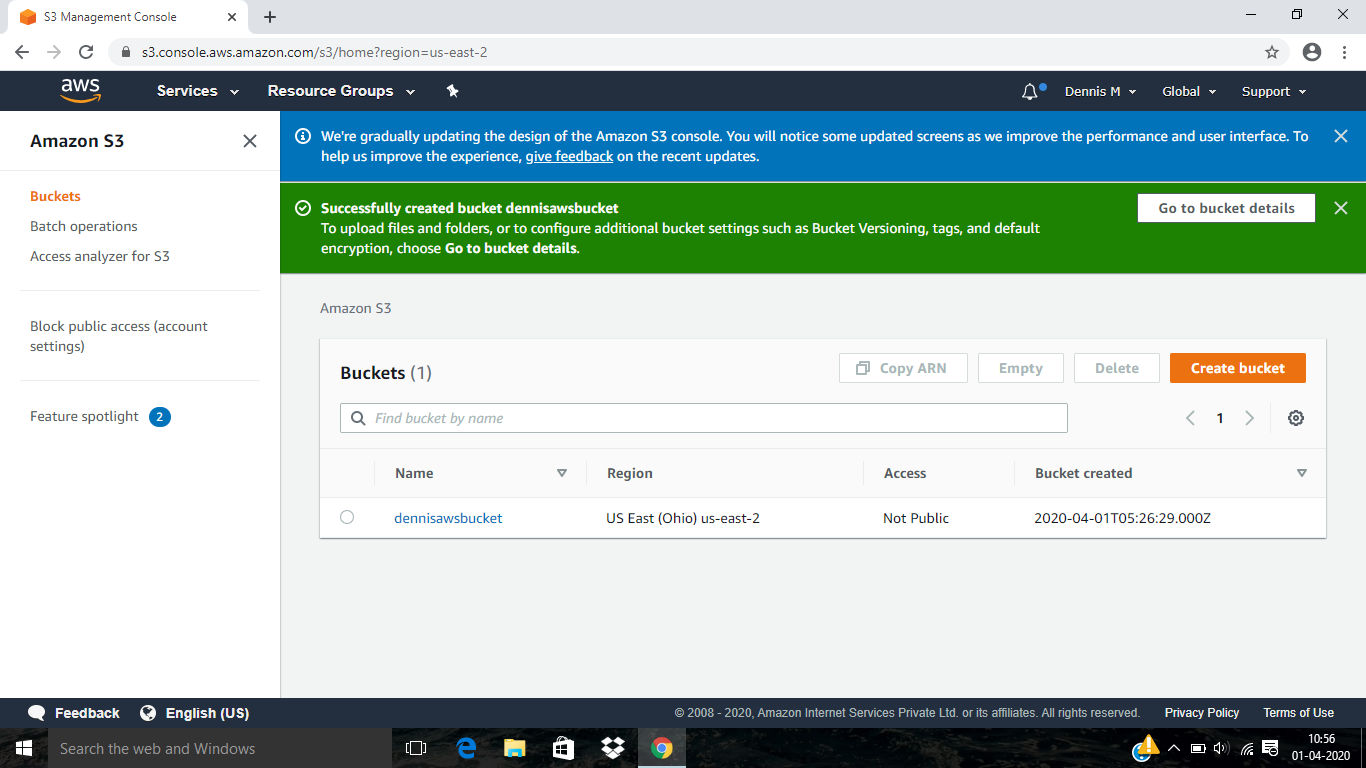 S3 Management Console
s3.console.aws.amazon.com/s3/home?region=us-east-2
aws
Services
Resource Groups
Dennis M
Global
Support
Amazon S3
Buckets
Batch operations
Access analyzer for S3
Block public access (account
settings)
Feature spotlight 2
We're gradually updating the design of the Amazon S3 console. You will notice some updated screens as we improve the performance and user interface. To
help us improve the experience, give feedback on the recent updates.
Successfully created bucket dennisawsbucket
To upload files and folders, or to configure additional bucket settings such as Bucket Versioning, tags, and default
encryption, choose Go to bucket details.
Go to bucket details
Amazon S3
Buckets (1)
Copy ARN
Empty
Delete
Create bucket
Find bucket by name
1
Name
Region
Access
Bucket created
dennisawsbucket
US East (Ohio) us-east-2
Not Public
2020-04-01T05:26:29.000Z
Feedback
English (US)
© 2008 - 2020, Amazon Internet Services Private Ltd. or its affiliates. All rights reserved.
Privacy Policy
Terms of Use
Search the web and Windows
10:56
01-04-2020